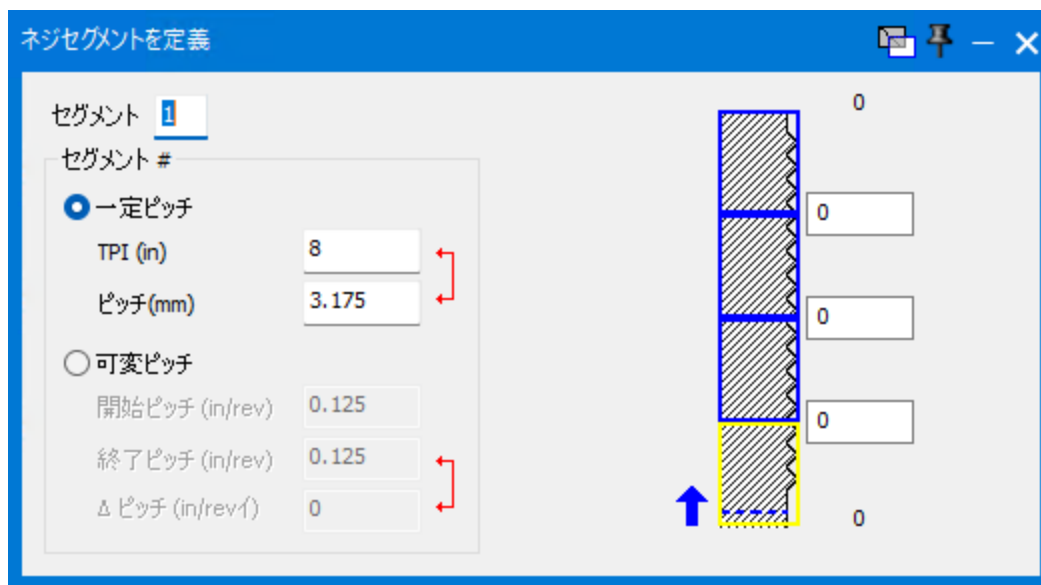 ネジセグメントを定義
セグメント 1
セグメント #
一定ピッチ
TPI (in) 8
ピッチ(mm) 3.175
可変ピッチ
開始ピッチ (in/rev) 0.125
終了ピッチ (in/rev) 0.125
Δ ピッチ (in/revイ) 0
0
0
0
0
0